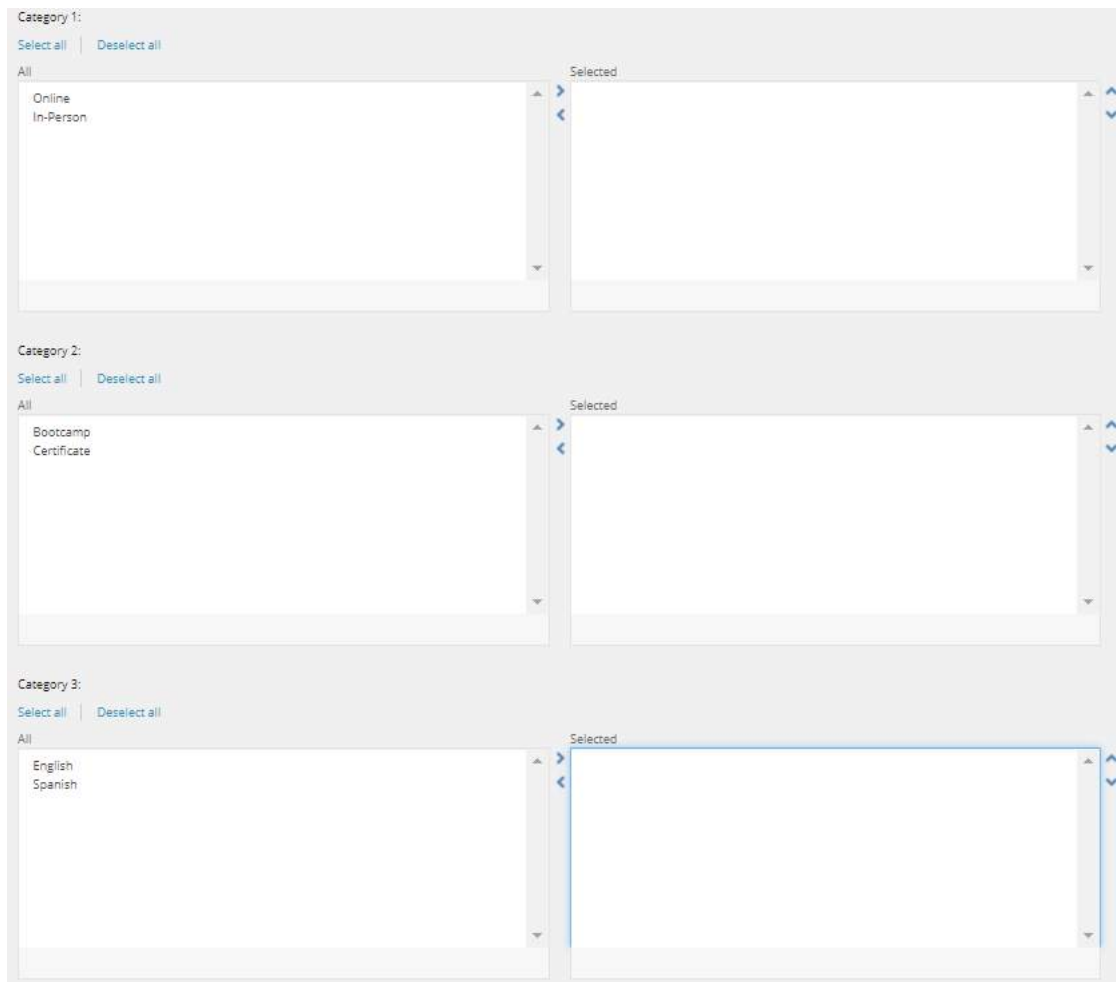 Category 1:
Select all Deselect all
All Selected
Online
In-Person
Category 2:
Select all Deselect all
All Selected
Bootcamp
Certificate
Category 3:
Select all Deselect all
All Selected
English
Spanish